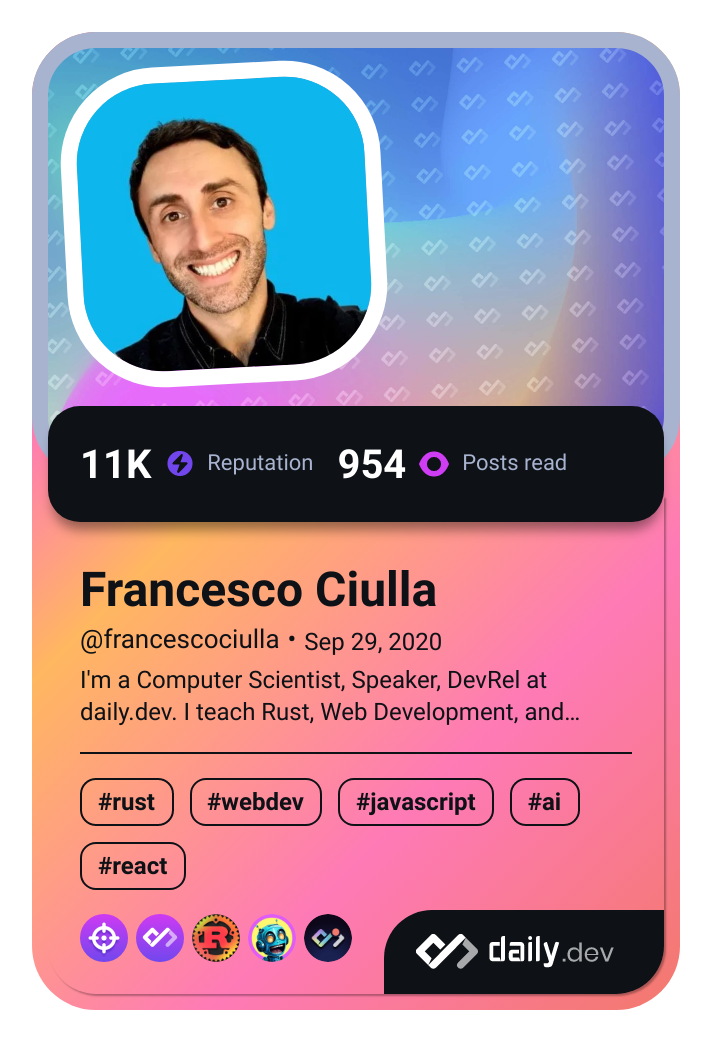 11K Reputation 954 Posts read
Francesco Ciulla
@francescociulla • Sep 29, 2020
I'm a Computer Scientist, Speaker, DevRel at
daily.dev. I teach Rust, Web Development, and…
#rust #webdev #javascript #ai
#react
R
daily.dev